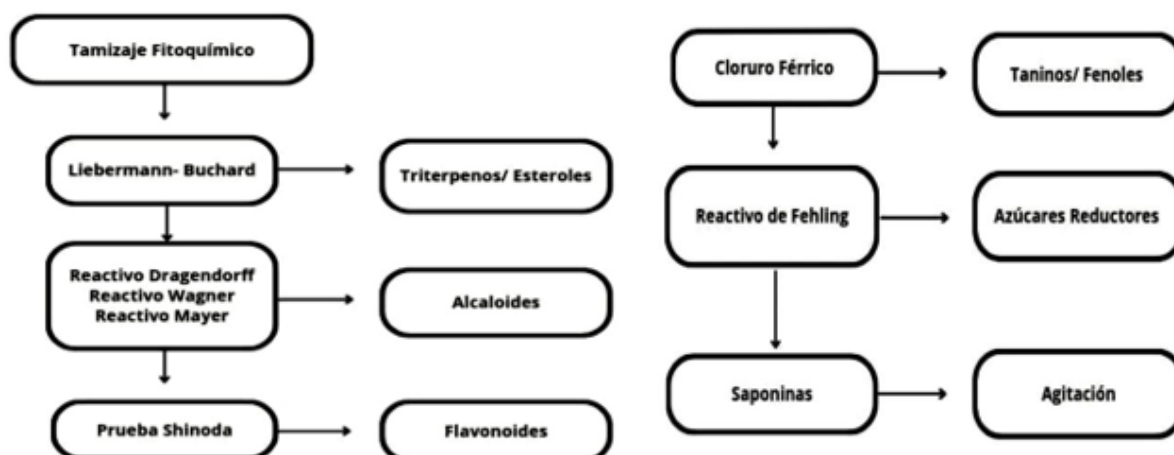 Tamizaje Fitoquímico
Liebermann- Buchard
Triterpenos/ Esteroles
Reactivo Dragendorff
Reactivo Wagner
Reactivo Mayer
Alcaloides
Prueba Shinoda
Flavonoides
Cloruro Férrico
Taninos/ Fenoles
Reactivo de Fehling
Azúcares Reductores
Saponinas
Agitación